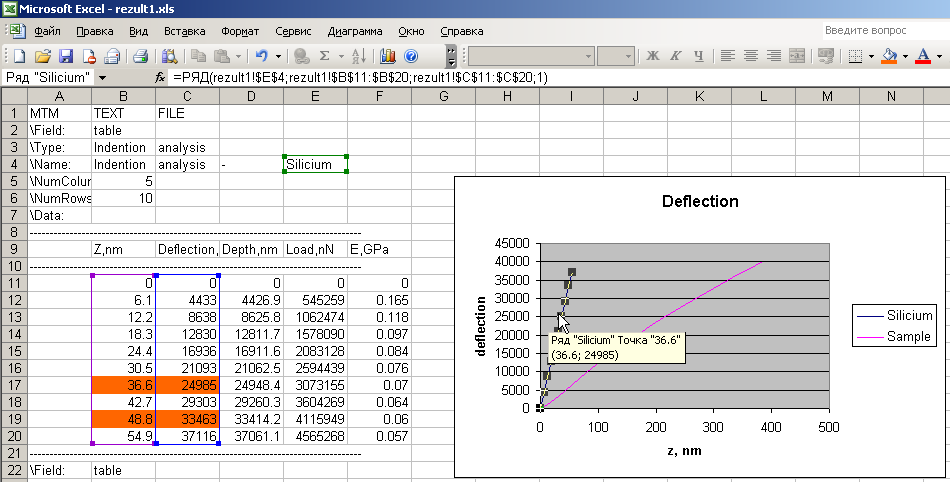 Microsoft Excel - rezult1.xls
Файл Правка Вид Вставка Формат Сервис Диаграмма Окно Справка Введите вопрос
Ряд "Silicium" fx =РЯД(rezult1!$E$4;rezult1!$B$11:$B$20;rezult1!$C$11:$C$20;1)
A B C D E F G H I J K L M N
1 MTM TEXT FILE
2 \Field: table
3 \Type: Indention analysis
4 \Name: Indention analysis - Silicium
5 \NumColur 5
6 \NumRows 10
7 \Data:
8
9 Z,nm Deflection, Depth,nm Load,nN E,GPa
10
11 0 0 0 0 0
12 6.1 4433 4426.9 545259 0.165
13 12.2 8638 8625.8 1062474 0.118
14 18.3 12830 12811.7 1578090 0.097
15 24.4 16936 16911.6 2083128 0.084
16 30.5 21093 21062.5 2594439 0.076
17 36.6 24985 24948.4 3073155 0.07
18 42.7 29303 29260.3 3604269 0.064
19 48.8 33463 33414.2 4115949 0.06
20 54.9 37116 37061.1 4565268 0.057
21
22 \Field: table
Deflection
deflection
45000
40000
35000
30000
25000
20000
15000
10000
5000
0
0 100 200 300 400 500
z, nm
Ряд "Silicium" Точка "36.6"
(36.6; 24985)
Silicium
Sample
Ж К Ч